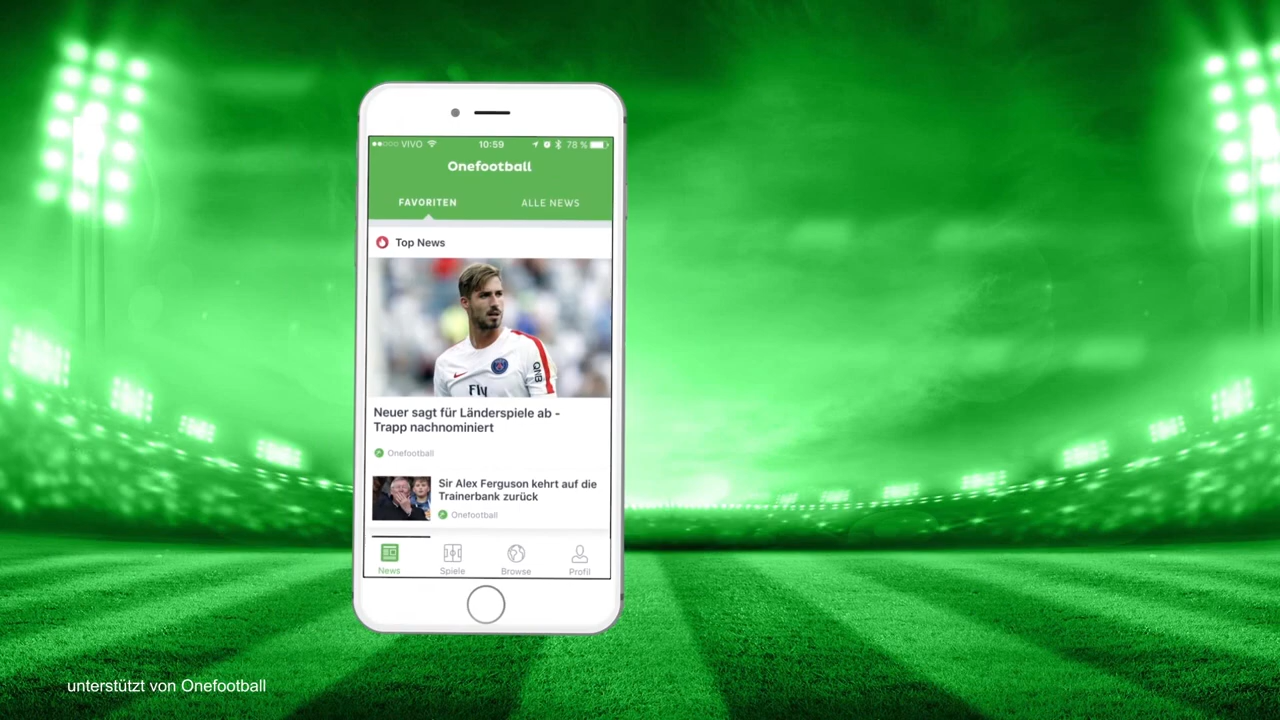 VIVO 10:59 78 %
Onefootball
FAVORITEN ALLE NEWS
Top News
QNB
Fly
Neuer sagt für Länderspiele ab -
Trapp nachnominiert
Onefootball
Sir Alex Ferguson kehrt auf die
Trainerbank zurück
Onefootball
News Spiele Browse Profil
unterstützt von Onefootball